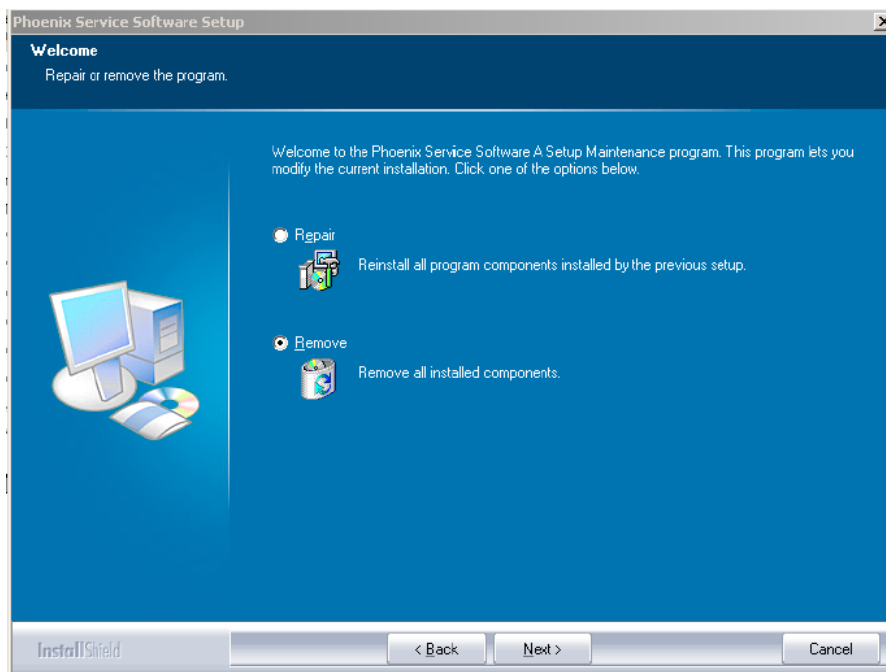 Phoenix Service Software Setup
Welcome
Repair or remove the program.
Welcome to the Phoenix Service Software A Setup Maintenance program. This program lets you
modify the current installation. Click one of the options below.
Repair
Reinstall all program components installed by the previous setup.
Remove
Remove all installed components.
InstallShield
< Back
Next >
Cancel